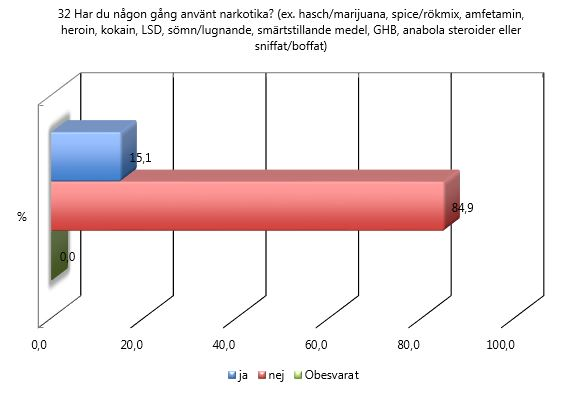 32 Har du någon gång använt narkotika? (ex. hasch/marijuana, spice/rökmix, amfetamin,
heroin, kokain, LSD, sömn/lugnande, smärtstillande medel, GHB, anabola steroider eller
sniffat/boffat)
15,1
84,9
%
0,0
0,0 20,0 40,0 60,0 80,0 100,0
ja nej Obesvarat